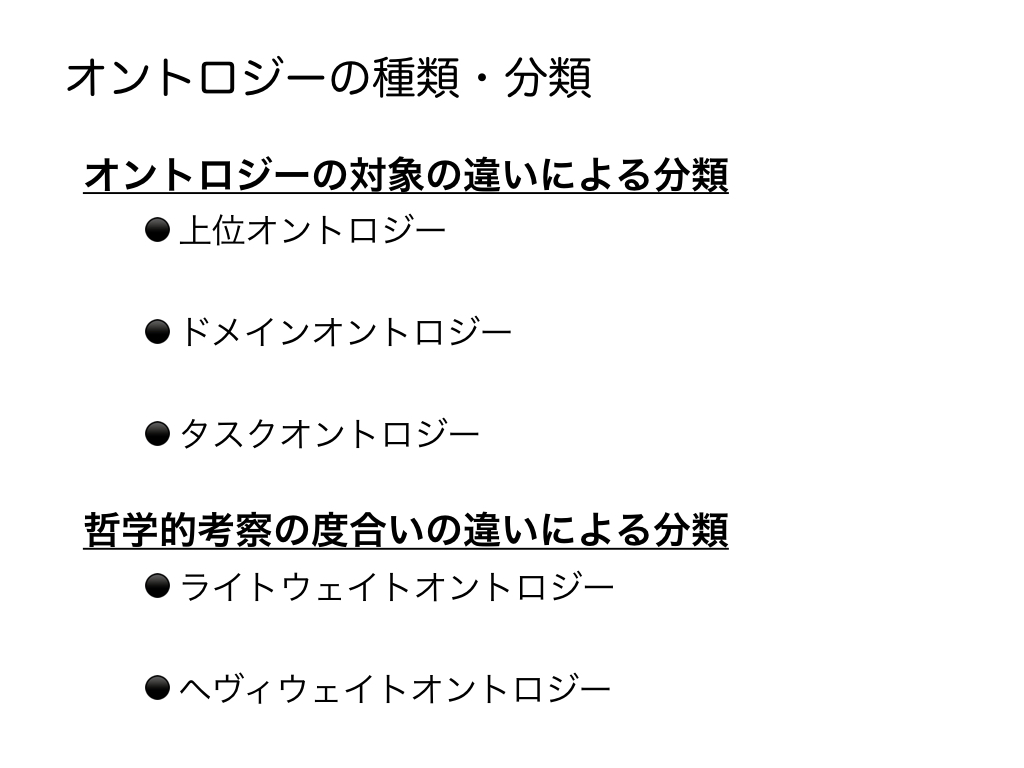 オントロジーの種類・分類
オントロジーの対象の違いによる分類
● 上位オントロジー
● ドメインオントロジー
● タスクオントロジー
哲学的考察の度合いの違いによる分類
● ライトウェイトオントロジー
● ヘヴィウェイトオントロジー